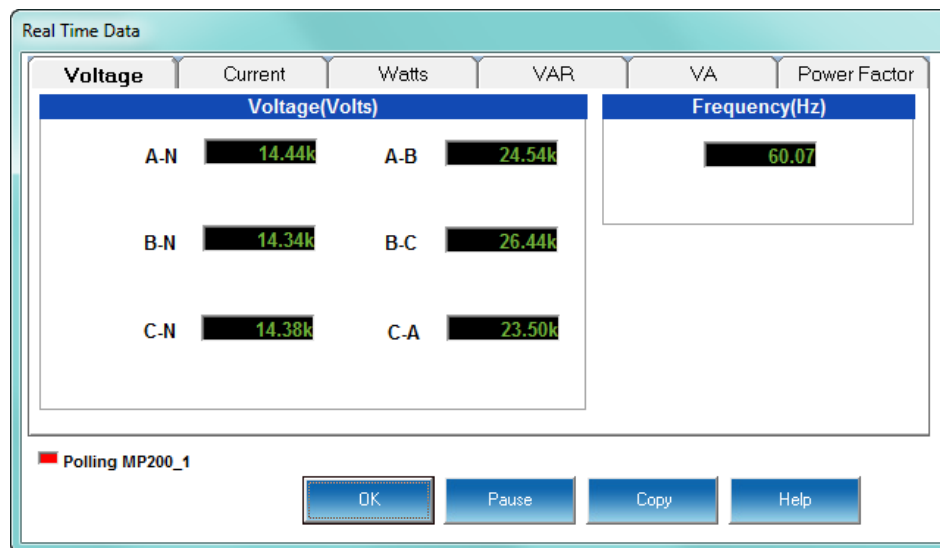 Real Time Data
Voltage Current Watts VAR VA Power Factor
Voltage(Volts) Frequency(Hz)
A-N 14.44k A-B 24.54k 60.07
B-N 14.34k B-C 26.44k
C-N 14.38k C-A 23.50k
Polling MP200_1
OK Pause Copy Help